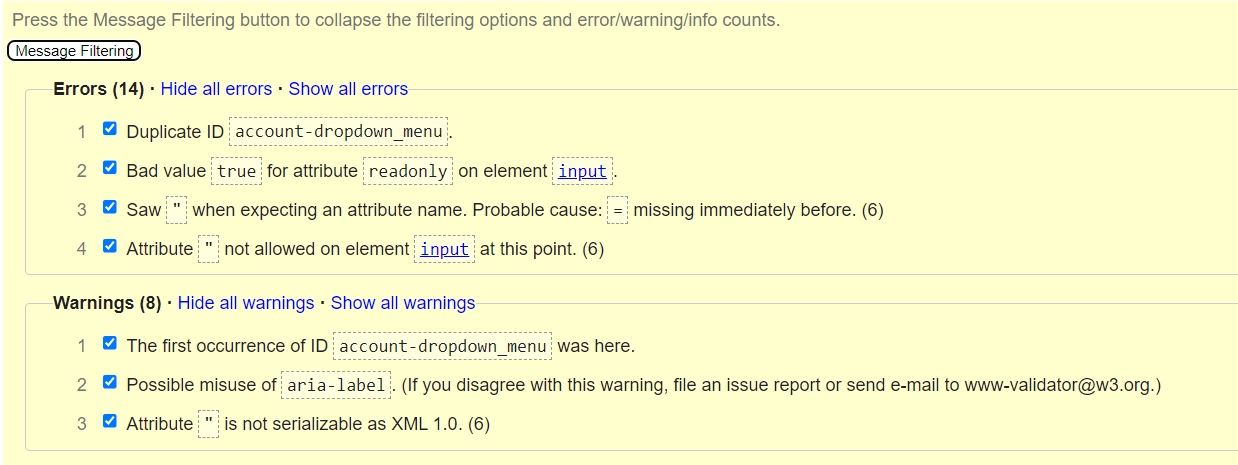 Press the Message Filtering button to collapse the filtering options and error/warning/info counts.
Message Filtering
Errors (14) · Hide all errors · Show all errors
1 Duplicate ID account-dropdown_menu.
2 Bad value true for attribute readonly on element input.
3 Saw " when expecting an attribute name. Probable cause: = missing immediately before. (6)
4 Attribute " not allowed on element input at this point. (6)
Warnings (8) · Hide all warnings · Show all warnings
1 The first occurrence of ID account-dropdown_menu was here.
2 Possible misuse of aria-label. (If you disagree with this warning, file an issue report or send e-mail to www-validator@w3.org.)
3 Attribute " is not serializable as XML 1.0. (6)